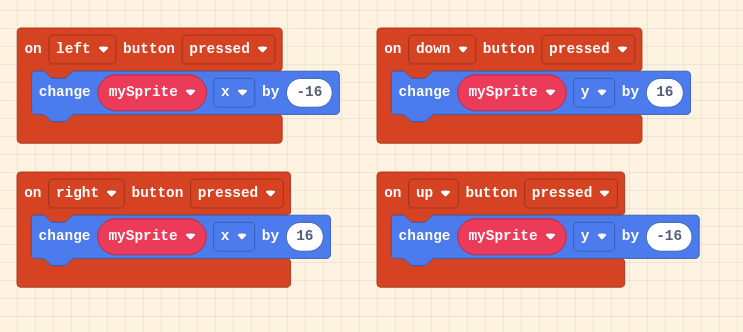 on left button pressed
change mySprite x by -16
on down button pressed
change mySprite y by 16
on right button pressed
change mySprite x by 16
on up button pressed
change mySprite y by -16